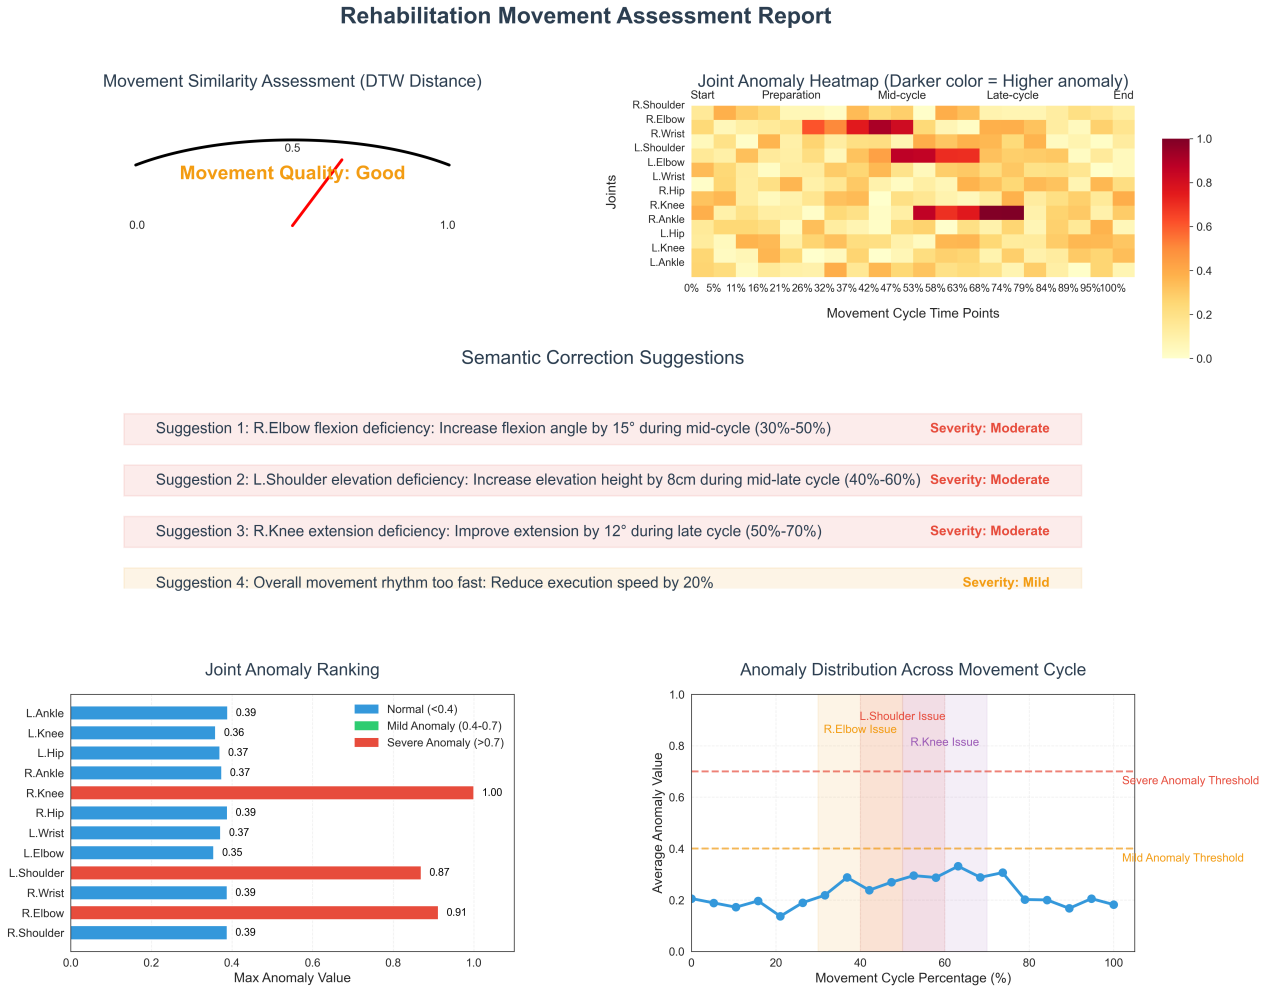 Rehabilitation Movement Assessment Report
Movement Similarity Assessment (DTW Distance)
0.5
Movement Quality: Good
0.0
1.0
Joint Anomaly Heatmap (Darker color = Higher anomaly)
Start Preparation Mid-cycle Late-cycle End
R.Shoulder
R.Elbow
R.Wrist
L.Shoulder
L.Elbow
L.Wrist
R.Hip
R.Knee
R.Ankle
L.Hip
L.Knee
L.Ankle
Joints
0% 5% 11% 16% 21% 26% 32% 37% 42% 47% 53% 58% 63% 68% 74% 79% 84% 89% 95% 100%
Movement Cycle Time Points
1.0
0.8
0.6
0.4
0.2
0.0
Semantic Correction Suggestions
Suggestion 1: R.Elbow flexion deficiency: Increase flexion angle by 15° during mid-cycle (30%-50%) Severity: Moderate
Suggestion 2: L.Shoulder elevation deficiency: Increase elevation height by 8cm during mid-late cycle (40%-60%) Severity: Moderate
Suggestion 3: R.Knee extension deficiency: Improve extension by 12° during late cycle (50%-70%) Severity: Moderate
Suggestion 4: Overall movement rhythm too fast: Reduce execution speed by 20% Severity: Mild
Joint Anomaly Ranking
Normal (<0.4)
Mild Anomaly (0.4-0.7)
Severe Anomaly (>0.7)
L.Ankle 0.39
L.Knee 0.36
L.Hip 0.37
R.Ankle 0.37
R.Knee 1.00
R.Hip 0.39
L.Wrist 0.37
L.Elbow 0.35
L.Shoulder 0.87
R.Wrist 0.39
R.Elbow 0.91
R.Shoulder 0.39
0.0 0.2 0.4 0.6 0.8 1.0
Max Anomaly Value
Anomaly Distribution Across Movement Cycle
1.0
0.8
0.6
0.4
0.2
0.0
Average Anomaly Value
L.Shoulder Issue
R.Elbow Issue
R.Knee Issue
Severe Anomaly Threshold
Mild Anomaly Threshold
0 20 40 60 80 100
Movement Cycle Percentage (%)